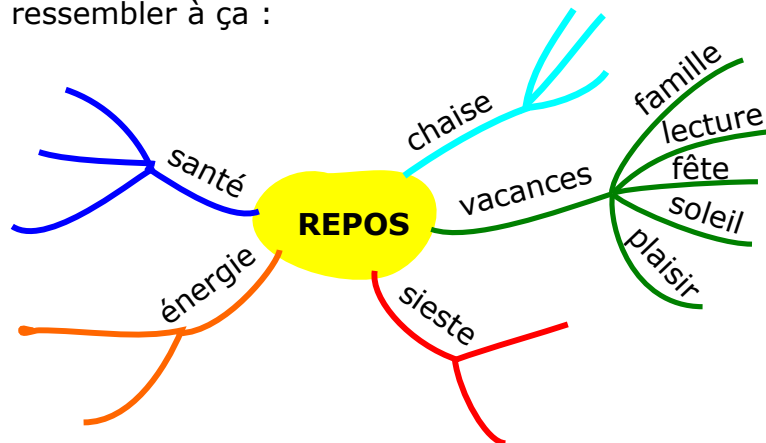 ressembler à ça :
famille
lecture
chaise
fête
santé
vacances
soleil
REPOS
plaisir
énergie
sieste